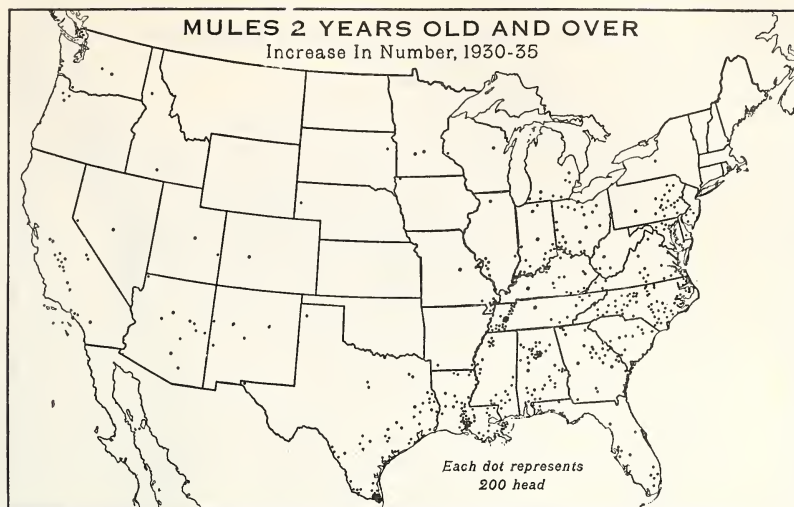 MULES 2 YEARS OLD AND OVER
Increase In Number, 1930-35
Each dot represents
200 head